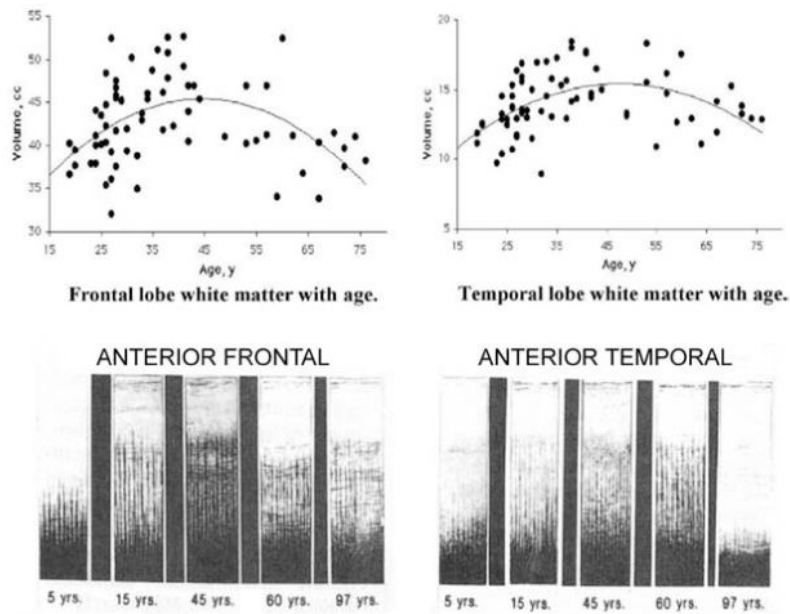 55
50
45
40
35
30
Volume, cc
15 25 35 45 55 65 75
Age, y
Frontal lobe white matter with age.
20
15
10
5
Volume, cc
15 25 35 45 55 65 75
Age, y
Temporal lobe white matter with age.
ANTERIOR FRONTAL
5 yrs. 15 yrs. 45 yrs. 60 yrs. 97 yrs.
ANTERIOR TEMPORAL
5 yrs. 15 yrs. 45 yrs. 60 yrs. 97 yrs.